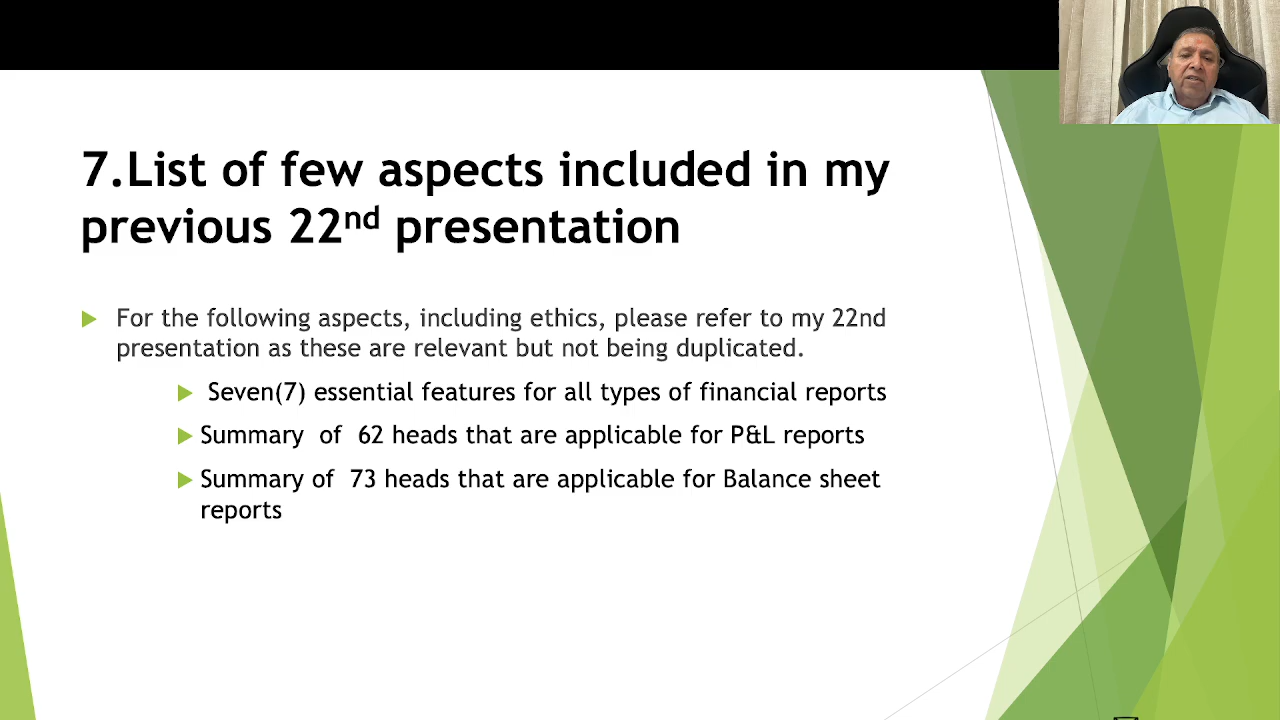 7.List of few aspects included in my
previous 22nd presentation
For the following aspects, including ethics, please refer to my 22nd
presentation as these are relevant but not being duplicated.
Seven(7) essential features for all types of financial reports
Summary of 62 heads that are applicable for P&L reports
Summary of 73 heads that are applicable for Balance sheet
reports